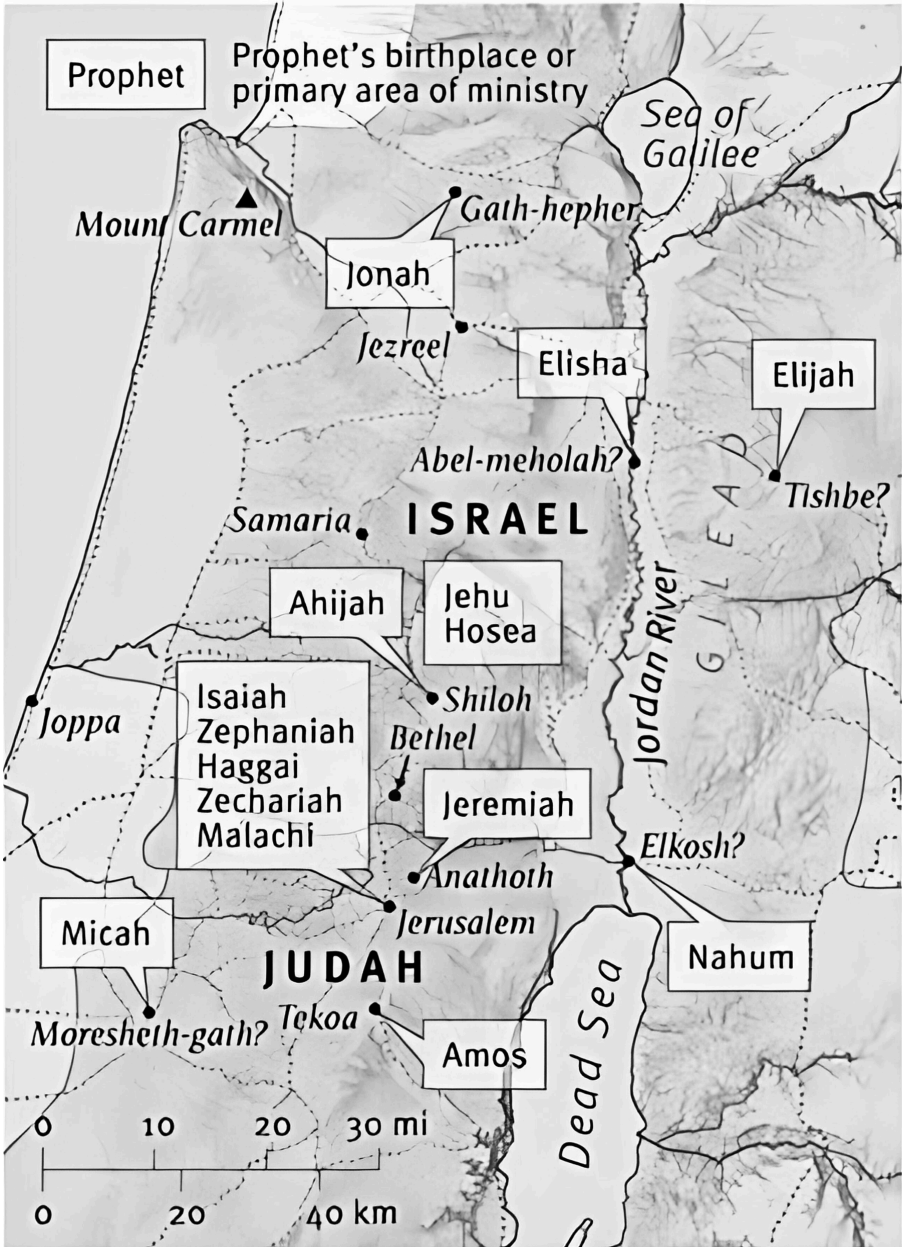 Prophet
Prophet's birthplace or
primary area of ministry
Sea of
Galilee
Mount Carmel
Gath-hepher
Jonah
Jezreel
Elisha
Elijah
Abel-meholah?
Tishbe?
Samaria
ISRAEL
GILEAD
Ahijah
Jehu
Hosea
Jordan River
Isaiah
Zephaniah
Haggai
Zechariah
Malachi
Shiloh
Joppa
Bethel
Jeremiah
Elkosh?
Anathoth
Jerusalem
Micah
Nahum
JUDAH
Moresheth-gath?
Tekoa
Amos
Dead Sea
0 10 20 30 mi
0 20 40 km